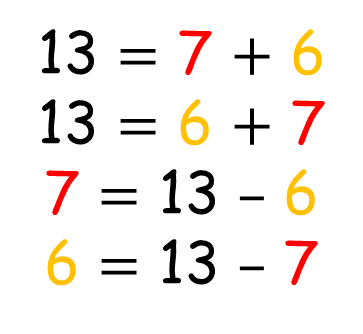 13 = 7 + 6
13 = 6 + 7
7 = 13 – 6
6 = 13 – 7